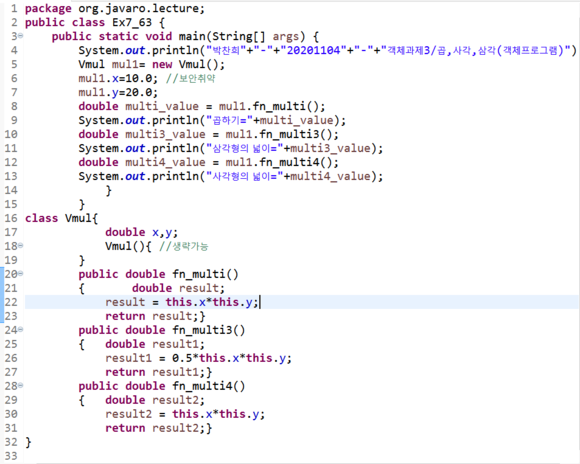 1 package org.javaro.lecture;
2 public class Ex7_63 {
3 public static void main(String[] args) {
4 System.out.println("박찬희"+"-"+"20201104"+"-"+"객체과제3/곱,사각,삼각(객체프로그램)")
5 Vmul mul1= new Vmul();
6 mul1.x=10.0; //보안취약
7 mul1.y=20.0;
8 double multi_value = mul1.fn_multi();
9 System.out.println("곱하기="+multi_value);
10 double multi3_value = mul1.fn_multi3();
11 System.out.println("삼각형의 넓이="+multi3_value);
12 double multi4_value = mul1.fn_multi4();
13 System.out.println("사각형의 넓이="+multi4_value);
14 }
15 }
16 class Vmul{
17 double x,y;
18 Vmul(){ //생략가능
19 }
20 public double fn_multi()
21 { double result;
22 result = this.x*this.y;
23 return result;}
24 public double fn_multi3()
25 { double result1;
26 result1 = 0.5*this.x*this.y;
27 return result1;}
28 public double fn_multi4()
29 { double result2;
30 result2 = this.x*this.y;
31 return result2;}
32 }
33